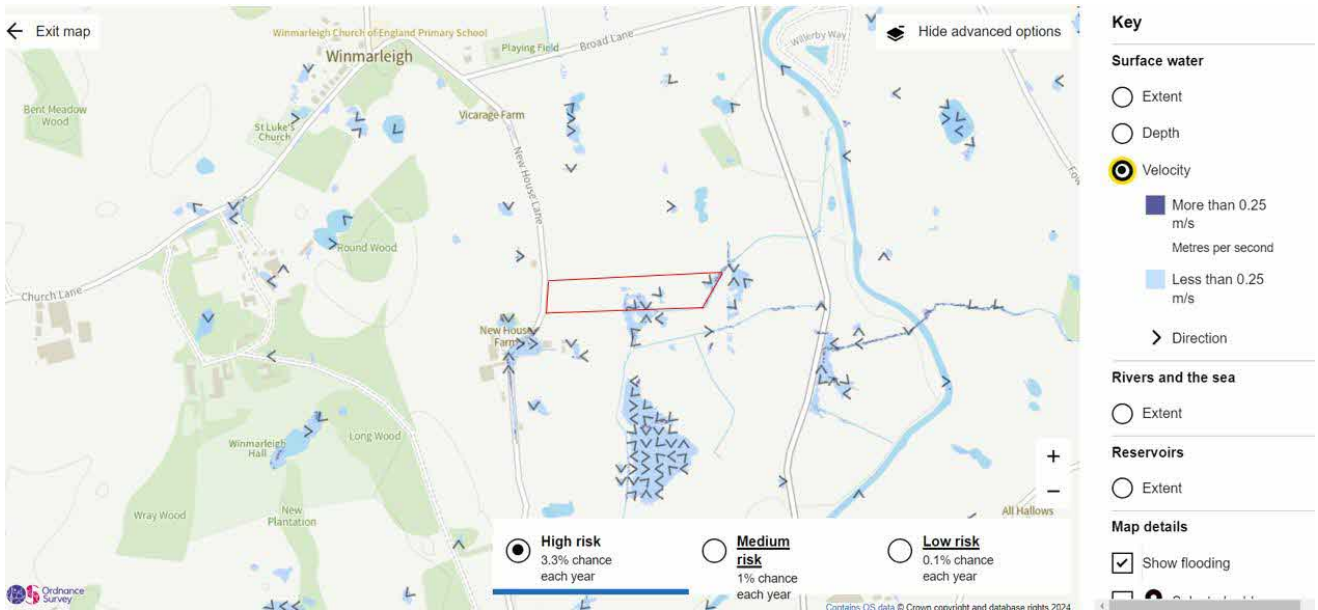 Exit map
Hide advanced options
Winmarleigh Church of England Primary School
Winmarleigh
Playing Field
Broad Lane
Willerby Way
Bent Meadow
Wood
St Luke's
Church
Vicarage Farm
New House Lane
Round Wood
Church Lane
New House
Farm
Winmarleigh
Hall
Long Wood
Wray Wood
New
Plantation
All Hallows
+
−
High risk
3.3% chance
each year
Medium
risk
1% chance
each year
Low risk
0.1% chance
each year
Ordnance
Survey
Contains OS data © Crown copyright and database rights 2024
Key
Surface water
Extent
Depth
Velocity
More than 0.25
m/s
Metres per second
Less than 0.25
m/s
Direction
Rivers and the sea
Extent
Reservoirs
Extent
Map details
Show flooding